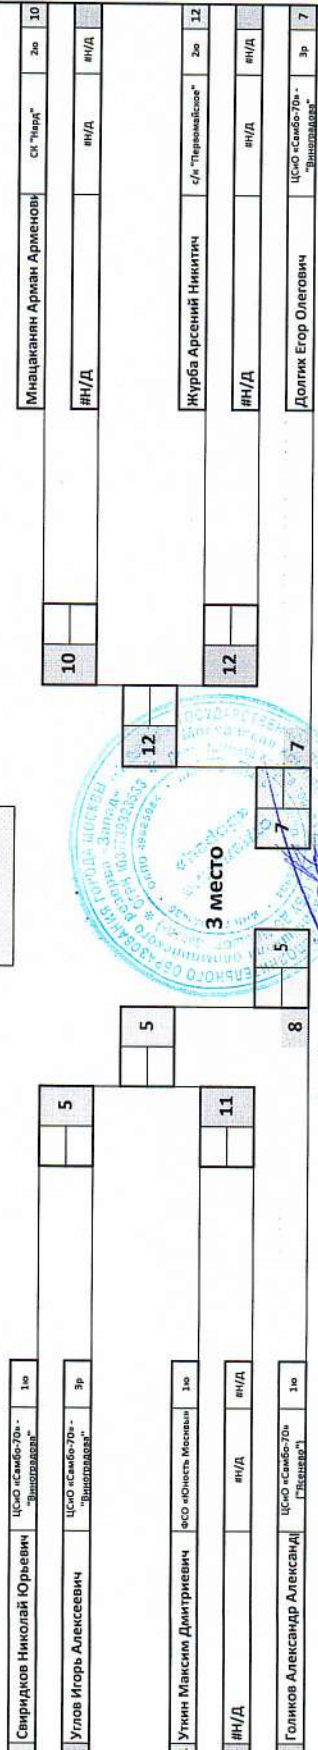 Свиридков Николай Юрьевич ЦСиО «Самбо-70» - "Виноградова" 1ю
Углов Игорь Алексеевич ЦСиО «Самбо-70» - "Виноградова" 3р
5
Уткин Максим Дмитриевич ФСО «Юность Москвы» 1ю
#Н/Д #Н/Д #Н/Д
11
5
Голиков Александр Александ ЦСиО «Самбо-70» ("Ясенево") 1ю
8
5
3 место
Мнацаканян Арман Арменови СК "Нард" 2ю 10
#Н/Д #Н/Д #Н/Д
10
Журба Арсений Никитич с/к "Первомайское" 2ю 12
#Н/Д #Н/Д #Н/Д
12
12
Долгих Егор Олегович ЦСиО «Самбо-70» - "Виноградова" 3р 7
7
7